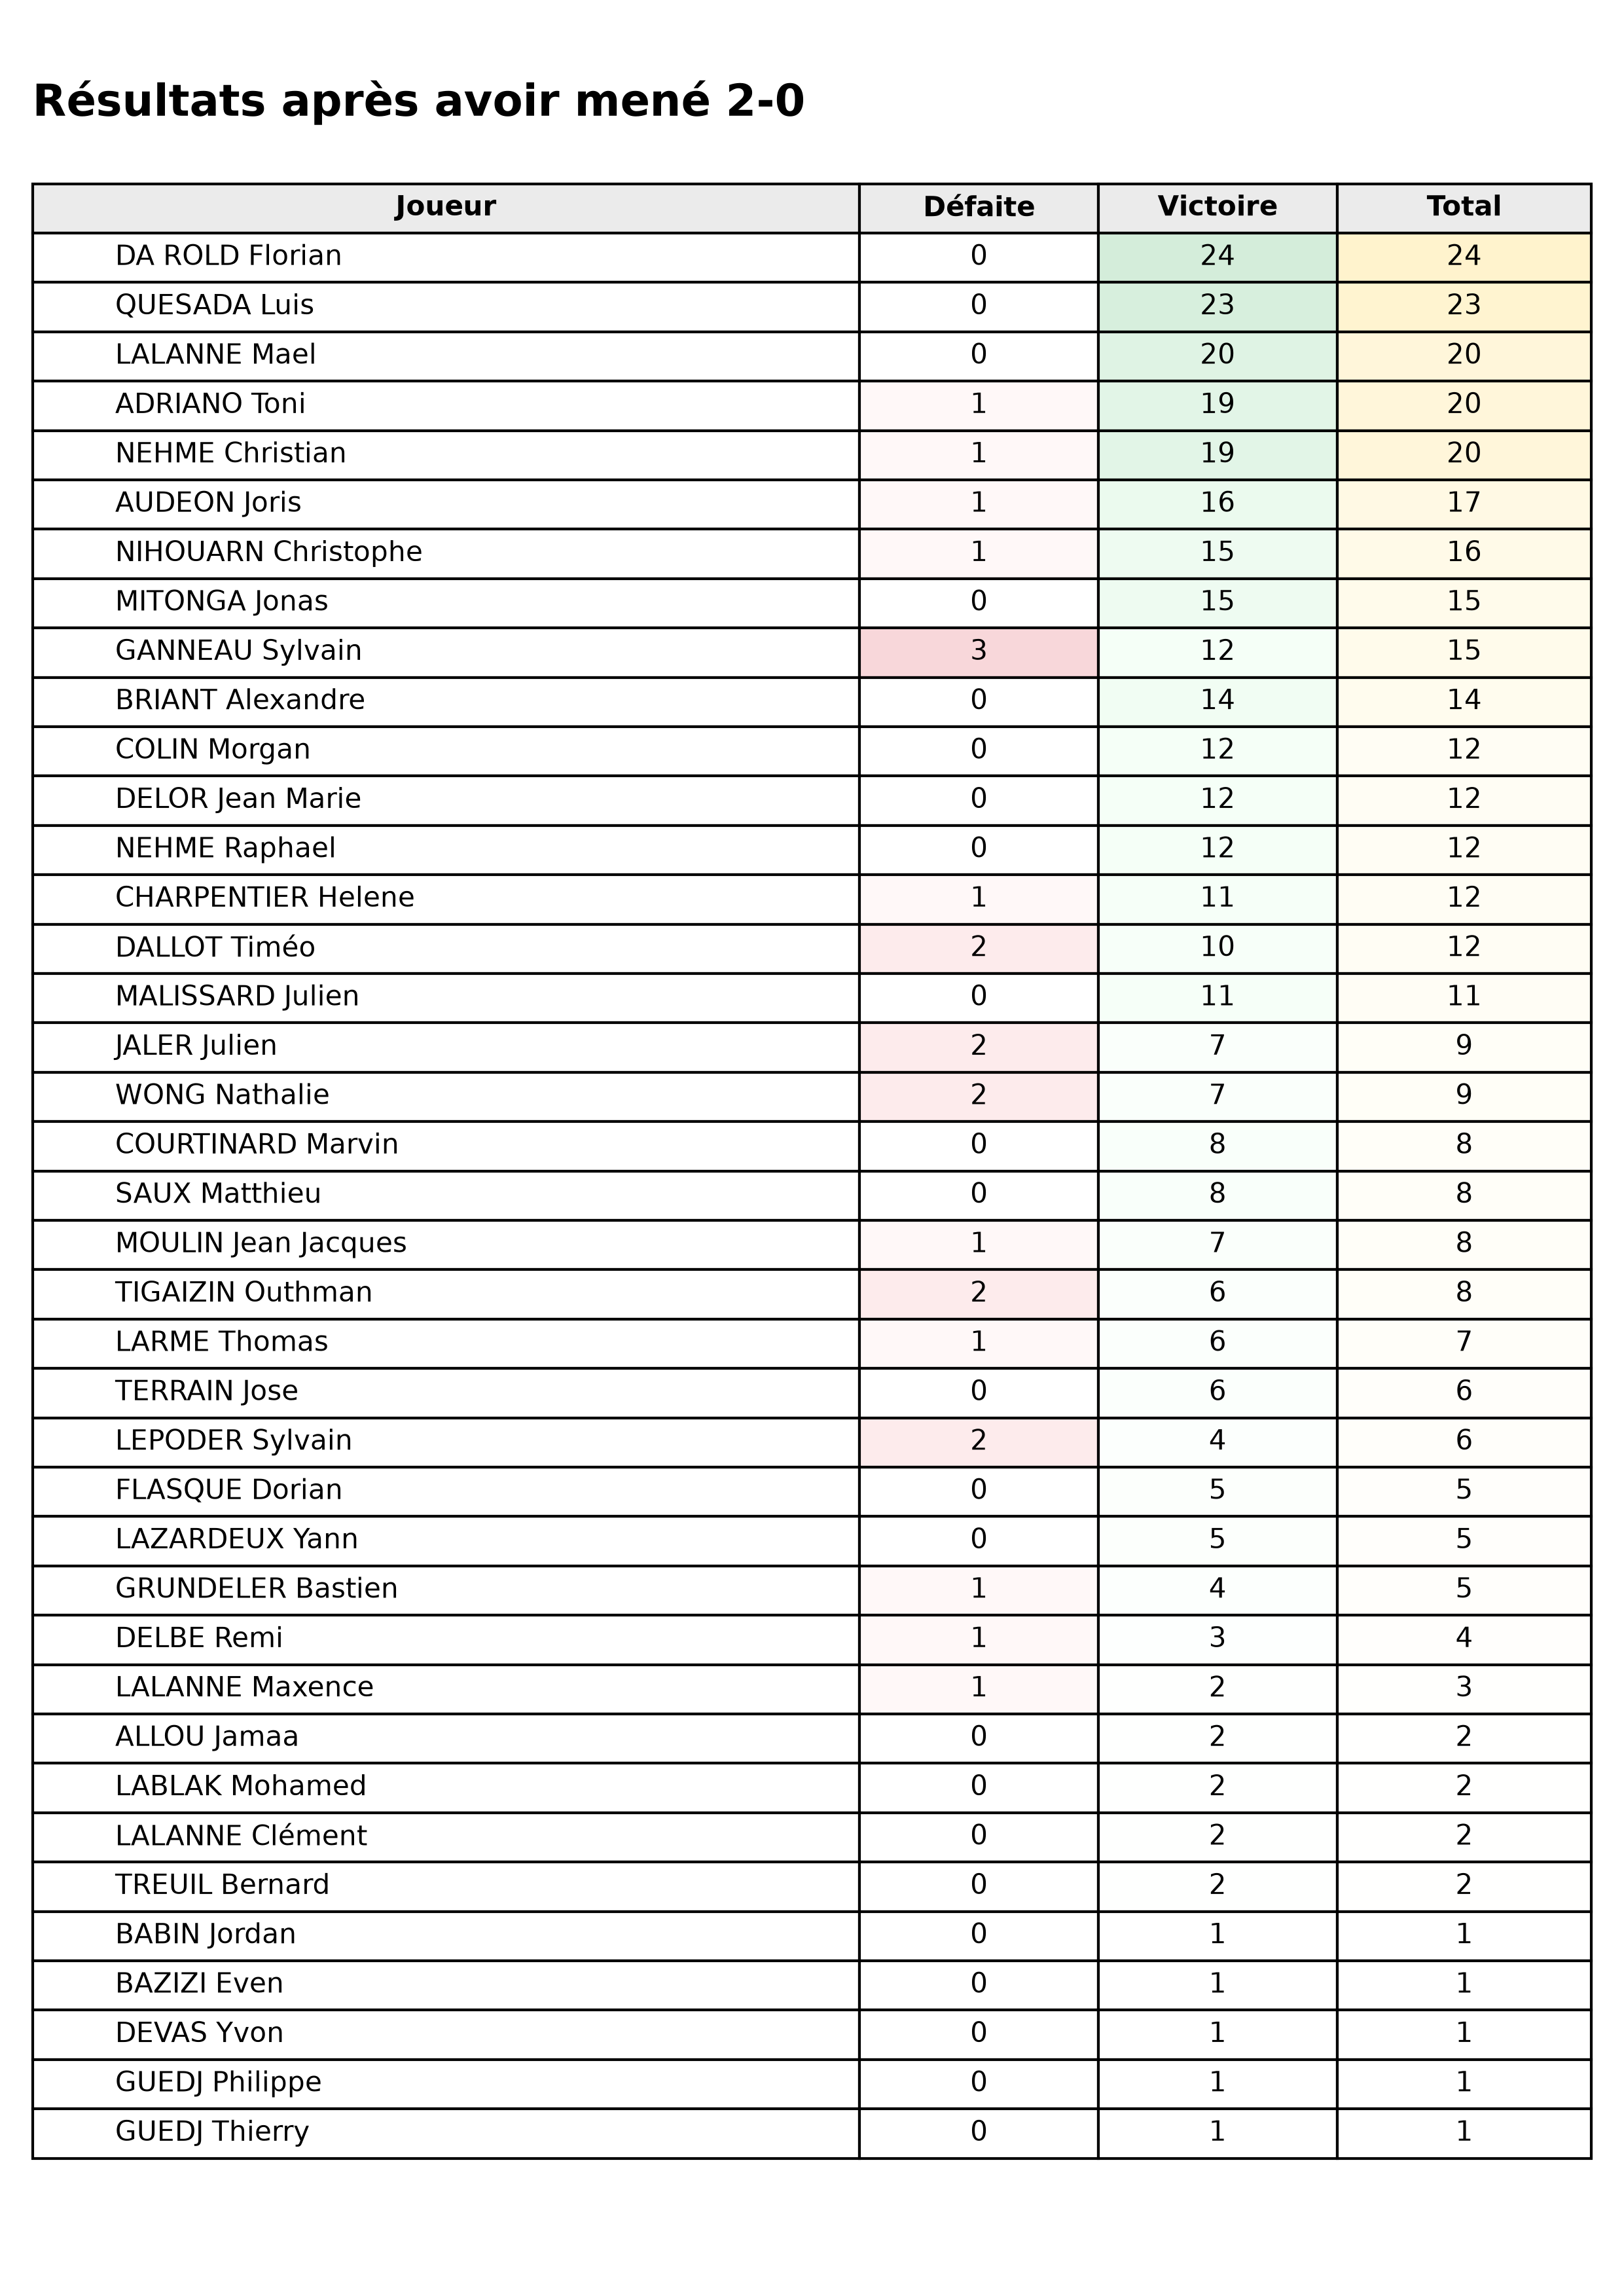 Résultats après avoir mené 2-0
Joueur Défaite Victoire Total
DA ROLD Florian 0 24 24
QUESADA Luis 0 23 23
LALANNE Mael 0 20 20
ADRIANO Toni 1 19 20
NEHME Christian 1 19 20
AUDEON Joris 1 16 17
NIHOUARN Christophe 1 15 16
MITONGA Jonas 0 15 15
GANNEAU Sylvain 3 12 15
BRIANT Alexandre 0 14 14
COLIN Morgan 0 12 12
DELOR Jean Marie 0 12 12
NEHME Raphael 0 12 12
CHARPENTIER Helene 1 11 12
DALLOT Timéo 2 10 12
MALISSARD Julien 0 11 11
JALER Julien 2 7 9
WONG Nathalie 2 7 9
COURTINARD Marvin 0 8 8
SAUX Matthieu 0 8 8
MOULIN Jean Jacques 1 7 8
TIGAIZIN Outhman 2 6 8
LARME Thomas 1 6 7
TERRAIN Jose 0 6 6
LEPODER Sylvain 2 4 6
FLASQUE Dorian 0 5 5
LAZARDEUX Yann 0 5 5
GRUNDELER Bastien 1 4 5
DELBE Remi 1 3 4
LALANNE Maxence 1 2 3
ALLOU Jamaa 0 2 2
LABLAK Mohamed 0 2 2
LALANNE Clément 0 2 2
TREUIL Bernard 0 2 2
BABIN Jordan 0 1 1
BAZIZI Even 0 1 1
DEVAS Yvon 0 1 1
GUEDJ Philippe 0 1 1
GUEDJ Thierry 0 1 1